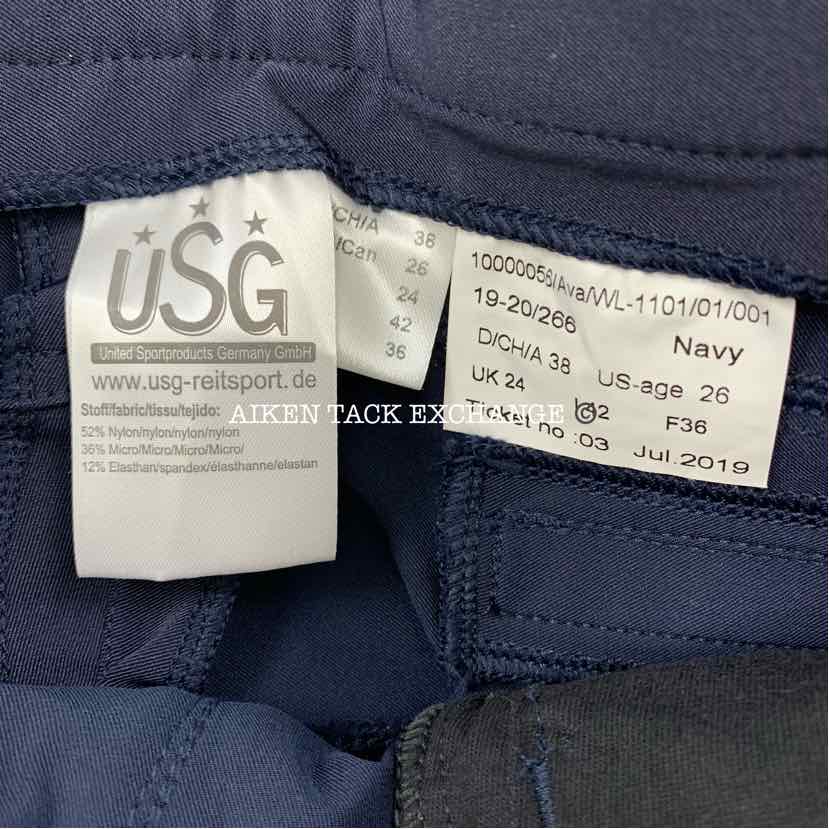 USG
United Sportproducts Germany GmbH
www.usg-reitsport.de
Stoff/fabric/tissu/tejido:
52% Nylon/nylon/nylon/nylon
36% Micro/Micro/Micro/Micro/
12% Elasthan/spandex/élasthanne/elastan
/CH/A 38
/Can 26
24
42
36
10000056/Ava/WL-1101/01/001
19-20/266 Navy
D/CH/A 38 US-age 26
UK 24 F36
Ticket no :03 Jul.2019
AIKEN TACK EXCHANGE